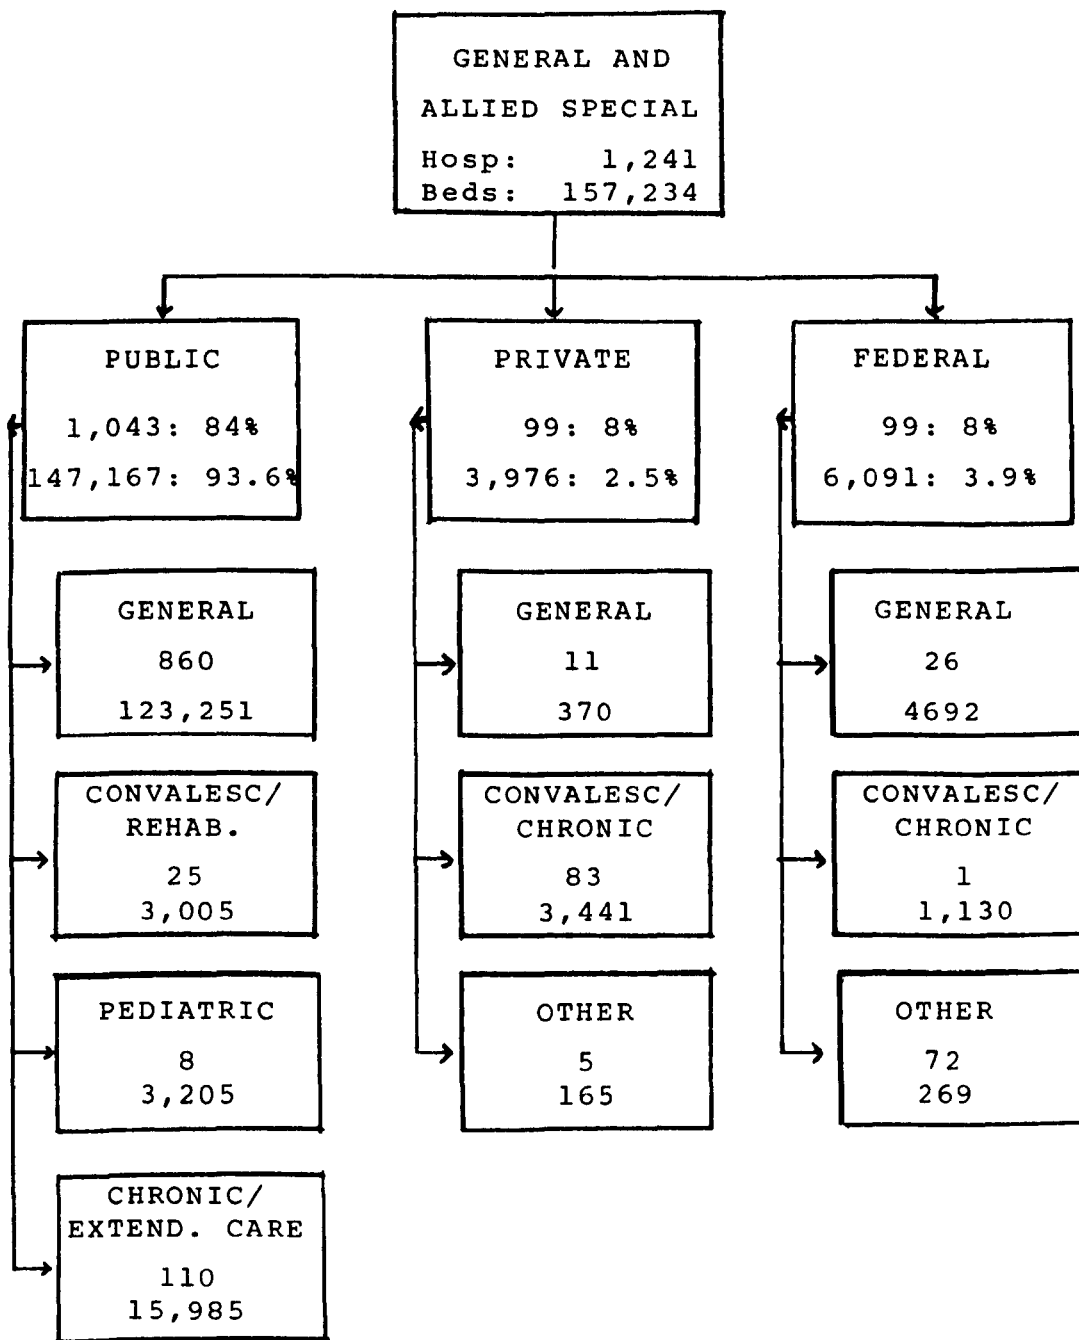 GENERAL AND
ALLIED SPECIAL
Hosp: 1,241
Beds: 157,234
PUBLIC
1,043: 84%
147,167: 93.6%
PRIVATE
99: 8%
3,976: 2.5%
FEDERAL
99: 8%
6,091: 3.9%
GENERAL
860
123,251
GENERAL
11
370
GENERAL
26
4692
CONVALESC/
REHAB.
25
3,005
CONVALESC/
CHRONIC
83
3,441
CONVALESC/
CHRONIC
1
1,130
PEDIATRIC
8
3,205
OTHER
5
165
OTHER
72
269
CHRONIC/
EXTEND. CARE
110
15,985